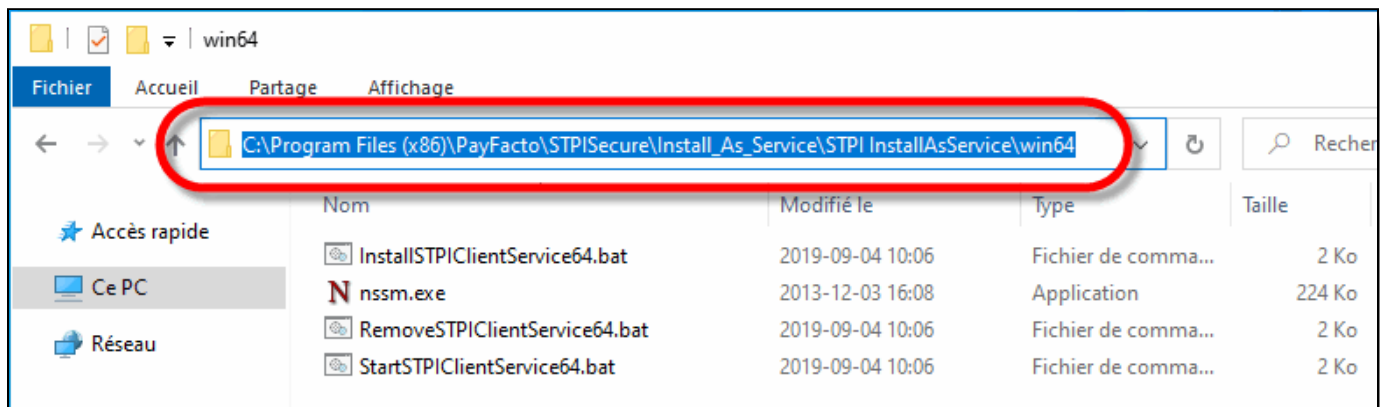 win64
Fichier Accueil Partage Affichage
C:\Program Files (x86)\PayFacto\STPISecure\Install_As_Service\STPI InstallAsService\win64 Recher
Nom Modifié le Type Taille
Accès rapide
InstallSTPIClientService64.bat 2019-09-04 10:06 Fichier de comma... 2 Ko
Ce PC
nssm.exe 2013-12-03 16:08 Application 224 Ko
RemoveSTPIClientService64.bat 2019-09-04 10:06 Fichier de comma... 2 Ko
Réseau
StartSTPIClientService64.bat 2019-09-04 10:06 Fichier de comma... 2 Ko